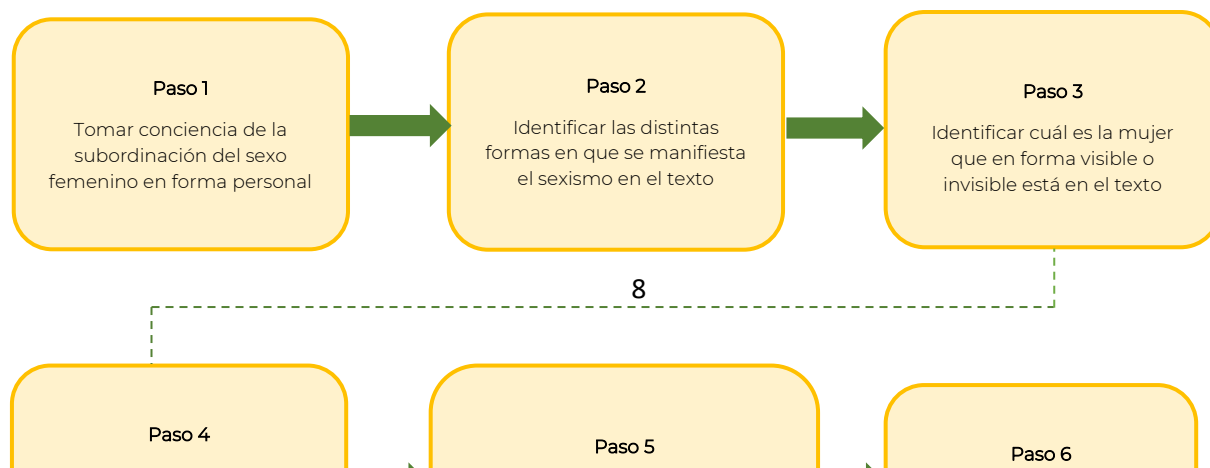 Paso 1
Tomar conciencia de la
subordinación del sexo
femenino en forma personal
Paso 2
Identificar las distintas
formas en que se manifiesta
el sexismo en el texto
Paso 3
Identificar cuál es la mujer
que en forma visible o
invisible está en el texto
8
Paso 4
Paso 5
Paso 6